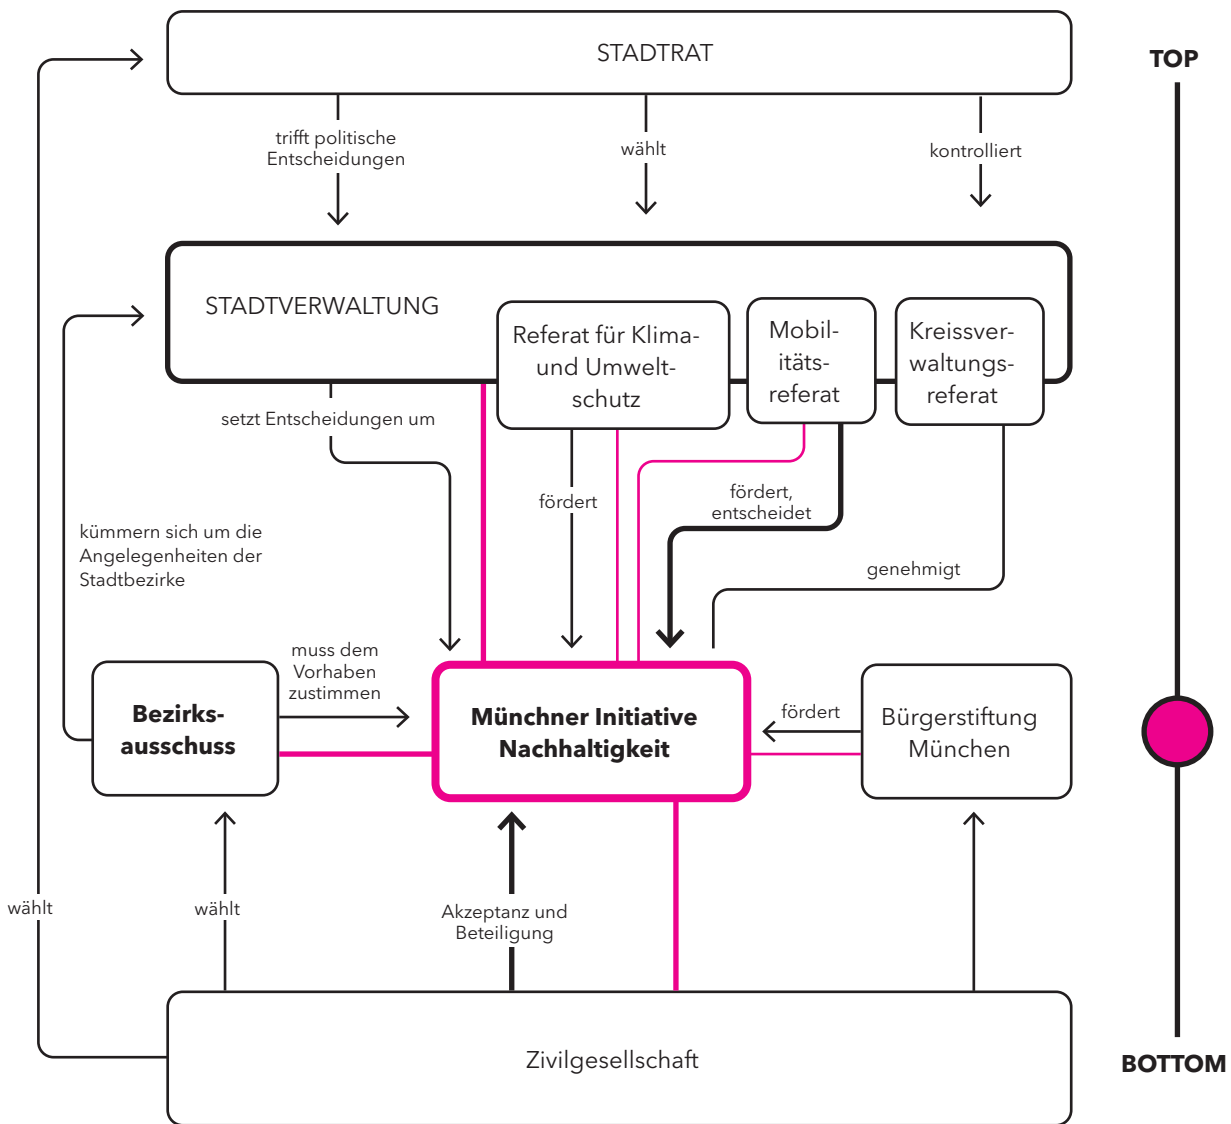 STADTRAT
TOP
trifft politische
Entscheidungen
wählt
kontrolliert
STADTVERWALTUNG
Referat für Klima-
und Umwelt-
schutz
Mobil-
itäts-
referat
Kreissver-
waltungs-
referat
setzt Entscheidungen um
fördert
fördert,
entscheidet
genehmigt
kümmern sich um die
Angelegenheiten der
Stadtbezirke
muss dem
Vorhaben
zustimmen
Bezirks-
ausschuss
Münchner Initiative
Nachhaltigkeit
fördert
Bürgerstiftung
München
wählt
wählt
Akzeptanz und
Beteiligung
Zivilgesellschaft
BOTTOM